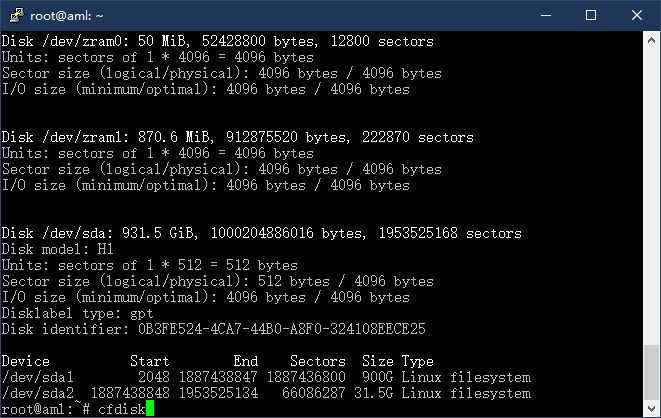 root@aml: ~
Disk /dev/zram0: 50 MiB, 52428800 bytes, 12800 sectors
Units: sectors of 1 * 4096 = 4096 bytes
Sector size (logical/physical): 4096 bytes / 4096 bytes
I/O size (minimum/optimal): 4096 bytes / 4096 bytes
Disk /dev/zram1: 870.6 MiB, 912875520 bytes, 222870 sectors
Units: sectors of 1 * 4096 = 4096 bytes
Sector size (logical/physical): 4096 bytes / 4096 bytes
I/O size (minimum/optimal): 4096 bytes / 4096 bytes
Disk /dev/sda: 931.5 GiB, 1000204886016 bytes, 1953525168 sectors
Disk model: H1
Units: sectors of 1 * 512 = 512 bytes
Sector size (logical/physical): 512 bytes / 4096 bytes
I/O size (minimum/optimal): 4096 bytes / 4096 bytes
Disklabel type: gpt
Disk identifier: 0B3FE524-4CA7-44B0-A8F0-324108EECE25
Device Start End Sectors Size Type
/dev/sda1 2048 1887438847 1887436800 900G Linux filesystem
/dev/sda2 1887438848 1953525134 66086287 31.5G Linux filesystem
root@aml:~# cfdisk